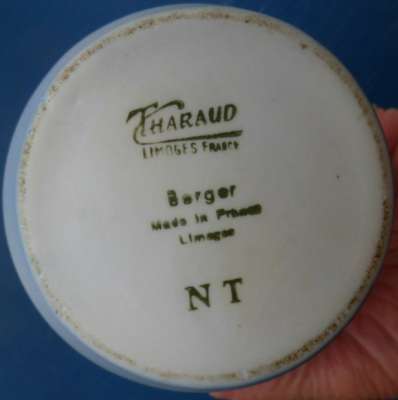 THARAUD
LIMOGES FRANCE
Berger
Made in France
Limoges
NT